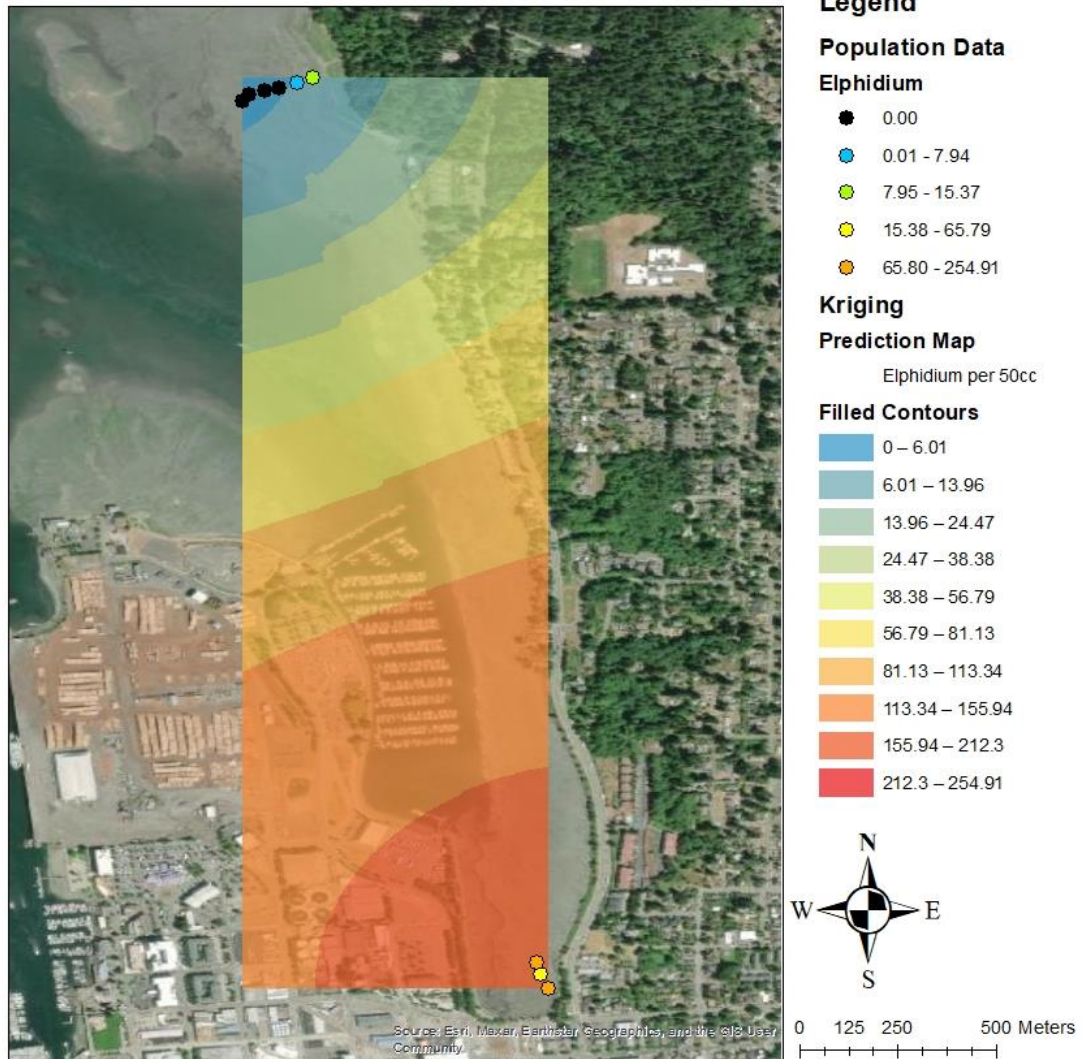 Legend
Population Data
Elphidium
0.00
0.01 - 7.94
7.95 - 15.37
15.38 - 65.79
65.80 - 254.91
Kriging
Prediction Map
Elphidium per 50cc
Filled Contours
0 – 6.01
6.01 – 13.96
13.96 – 24.47
24.47 – 38.38
38.38 – 56.79
56.79 – 81.13
81.13 – 113.34
113.34 – 155.94
155.94 – 212.3
212.3 – 254.91
N
W E
S
0 125 250 500 Meters
Source: Esri, Maxar, Earthstar Geographics, and the GIS User
Community